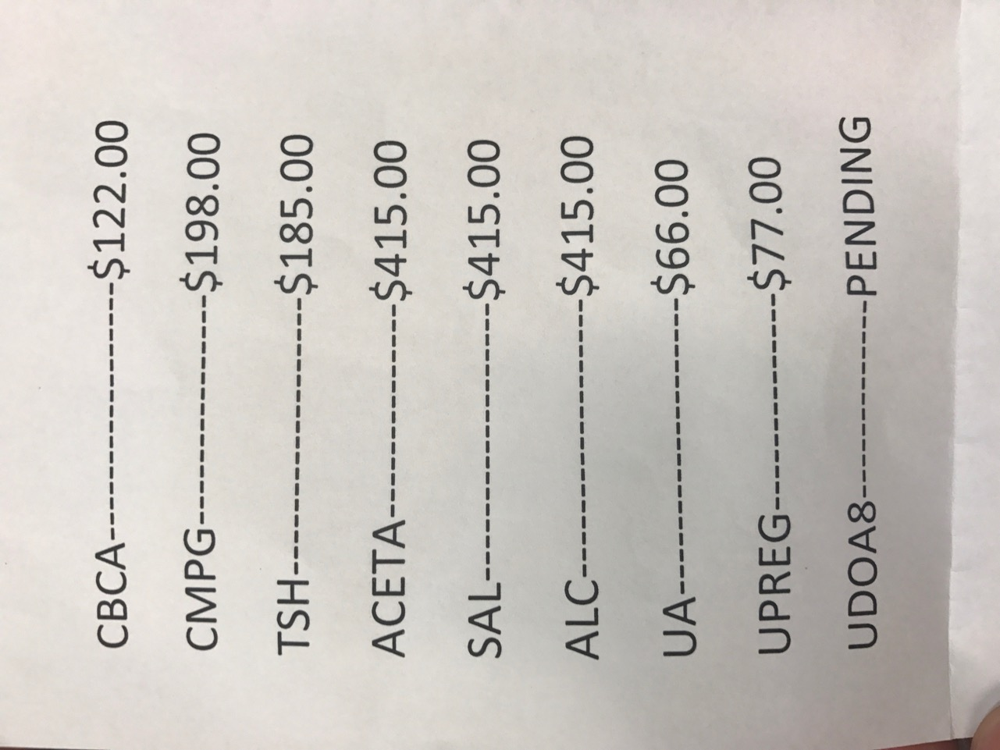 CBCA--------------------$122.00
CMPG------------------$198.00
TSH----------------------$185.00
ACETA-----------------$415.00
SAL----------------------$415.00
ALC----------------------$415.00
UA-----------------------$66.00
UPREG-----------------$77.00
UDOA8----------------PENDING